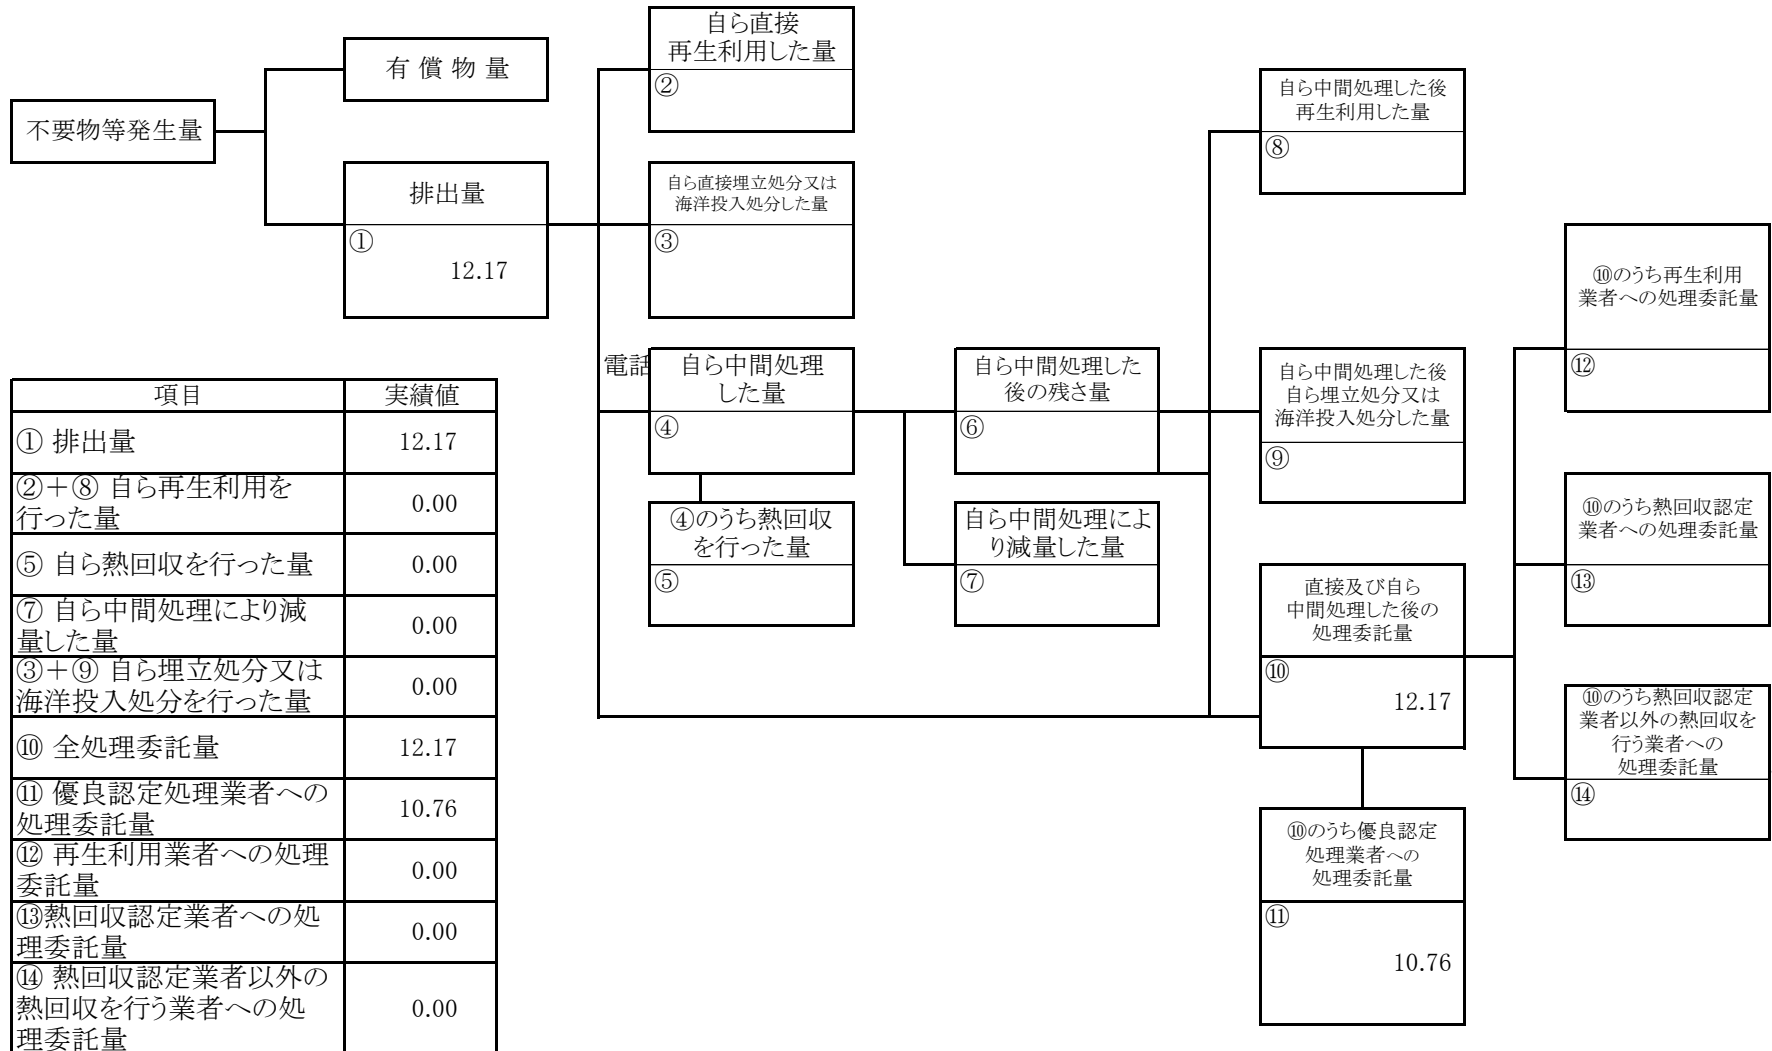 自ら直接
再生利用した量
②
有 償 物 量
不要物等発生量
排出量
①
12.17
自ら直接埋立処分又は
海洋投入処分した量
③
自ら中間処理した後
再生利用した量
⑧
電話
自ら中間処理
した量
④
自ら中間処理した
後の残さ量
⑥
自ら中間処理した後
自ら埋立処分又は
海洋投入処分した量
⑨
⑩のうち再生利用
業者への処理委託量
⑫
④のうち熱回収
を行った量
⑤
自ら中間処理によ
り減量した量
⑦
⑩のうち熱回収認定
業者への処理委託量
⑬
直接及び自ら
中間処理した後の
処理委託量
⑩
12.17
⑩のうち熱回収認定
業者以外の熱回収を
行う業者への
処理委託量
⑭
⑩のうち優良認定
処理業者への
処理委託量
⑪
10.76
項目 実績値
① 排出量 12.17
②＋⑧ 自ら再生利用を
行った量 0.00
⑤ 自ら熱回収を行った量 0.00
⑦ 自ら中間処理により減
量した量 0.00
③＋⑨ 自ら埋立処分又は
海洋投入処分を行った量 0.00
⑩ 全処理委託量 12.17
⑪ 優良認定処理業者への
処理委託量 10.76
⑫ 再生利用業者への処理
委託量 0.00
⑬熱回収認定業者への処
理委託量 0.00
⑭ 熱回収認定業者以外の
熱回収を行う業者への処
理委託量 0.00